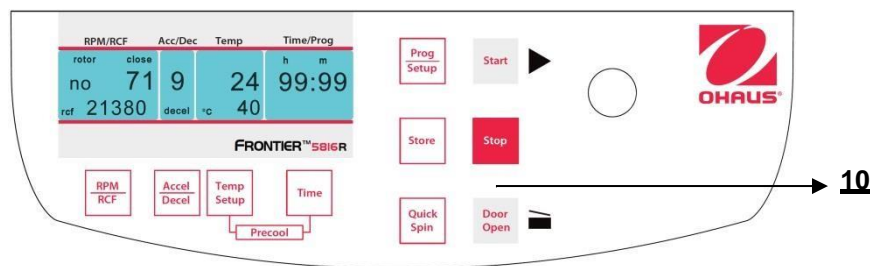 RPM/RCF Acc/Dec Temp Time/Prog
rotor close h m
no 71 9 24 99:99
rcf 21380 decel °C 40
FRONTIER™5816R
RPM
RCF
Accel
Decel
Temp
Setup
Time
Precool
Prog
Setup
Start
Store
Stop
Quick
Spin
Door
Open
OHAUS®
10